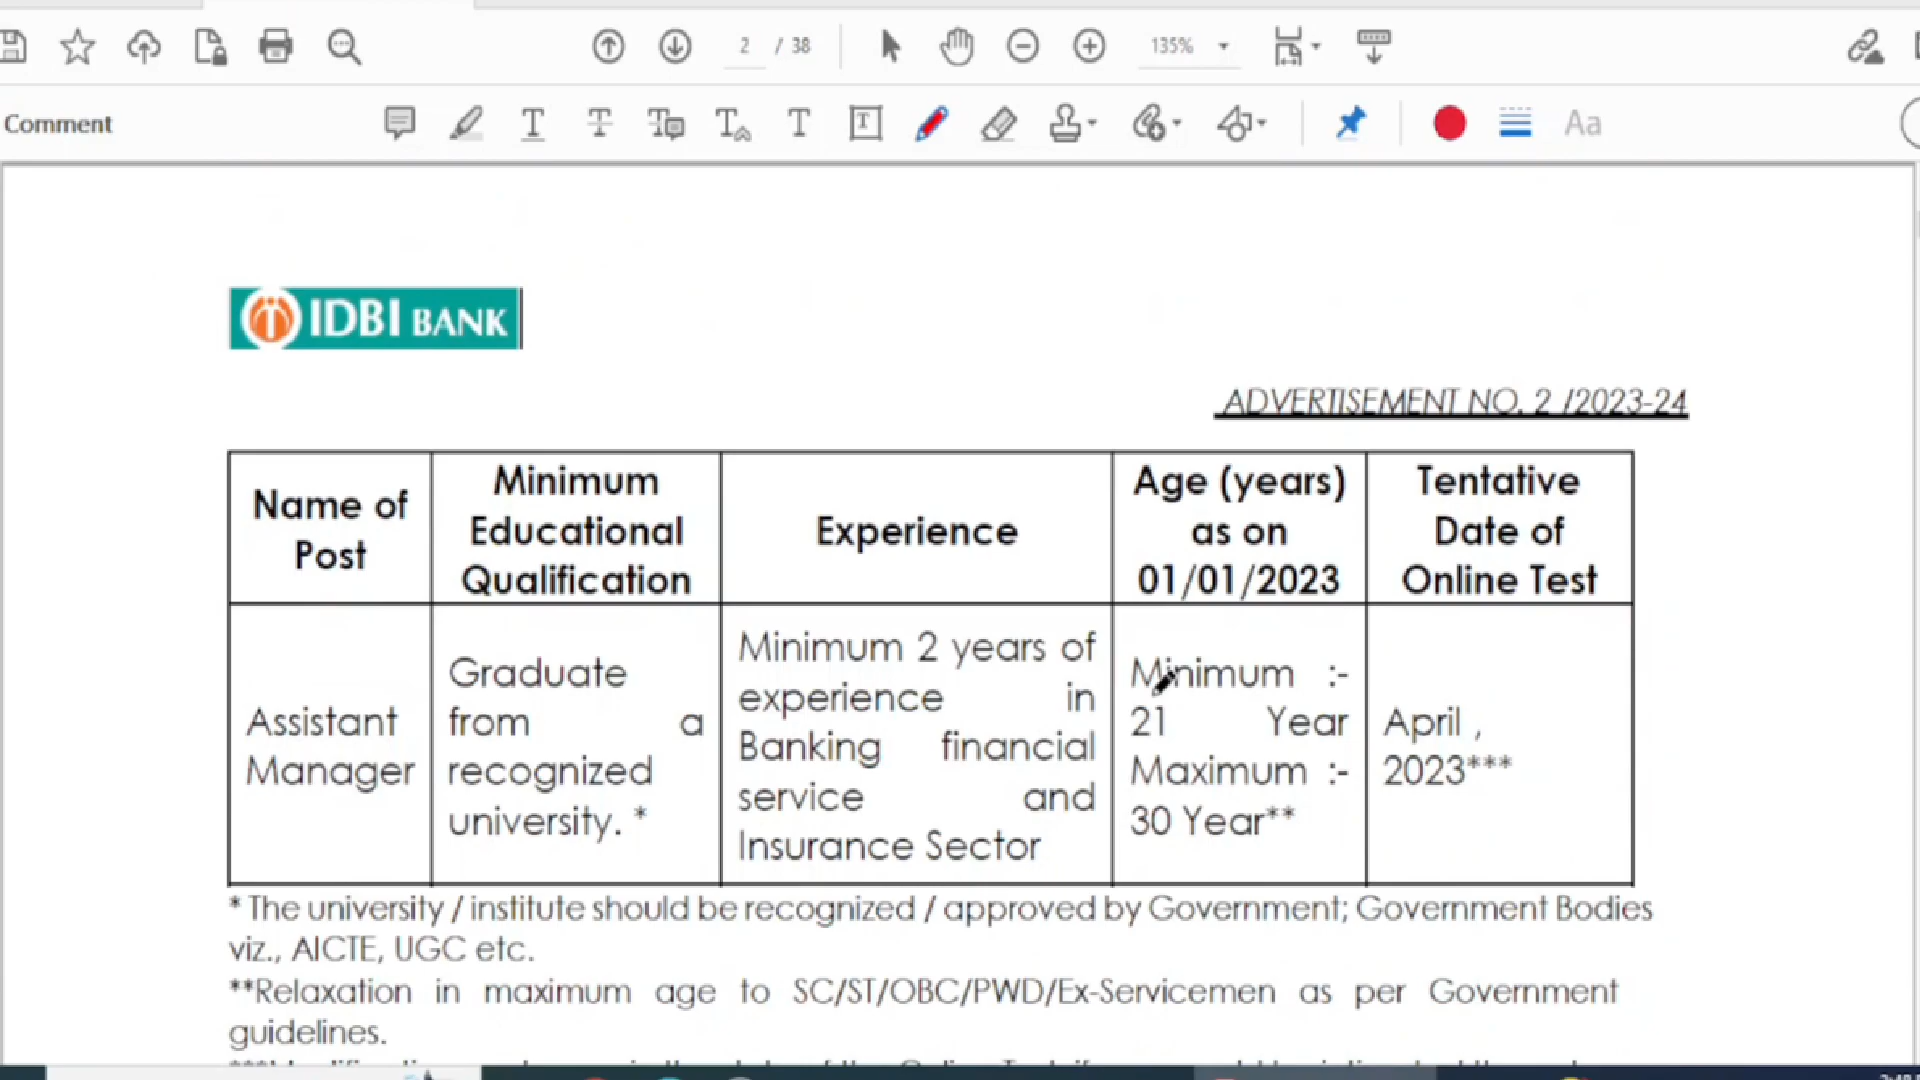 2 / 38
135%
Comment
T
T
T
T
T
T
Aa
IDBI BANK
ADVERTISEMENT NO. 2 /2023-24
Name of
Post
Minimum
Educational
Qualification
Experience
Age (years)
as on
01/01/2023
Tentative
Date of
Online Test
Assistant
Manager
Graduate
from a
recognized
university. *
Minimum 2 years of
experience in
Banking financial
service and
Insurance Sector
Minimum :-
21 Year
Maximum :-
30 Year**
April ,
2023***
* The university / institute should be recognized / approved by Government; Government Bodies
viz., AICTE, UGC etc.
**Relaxation in maximum age to SC/ST/OBC/PWD/Ex-Servicemen as per Government
guidelines.